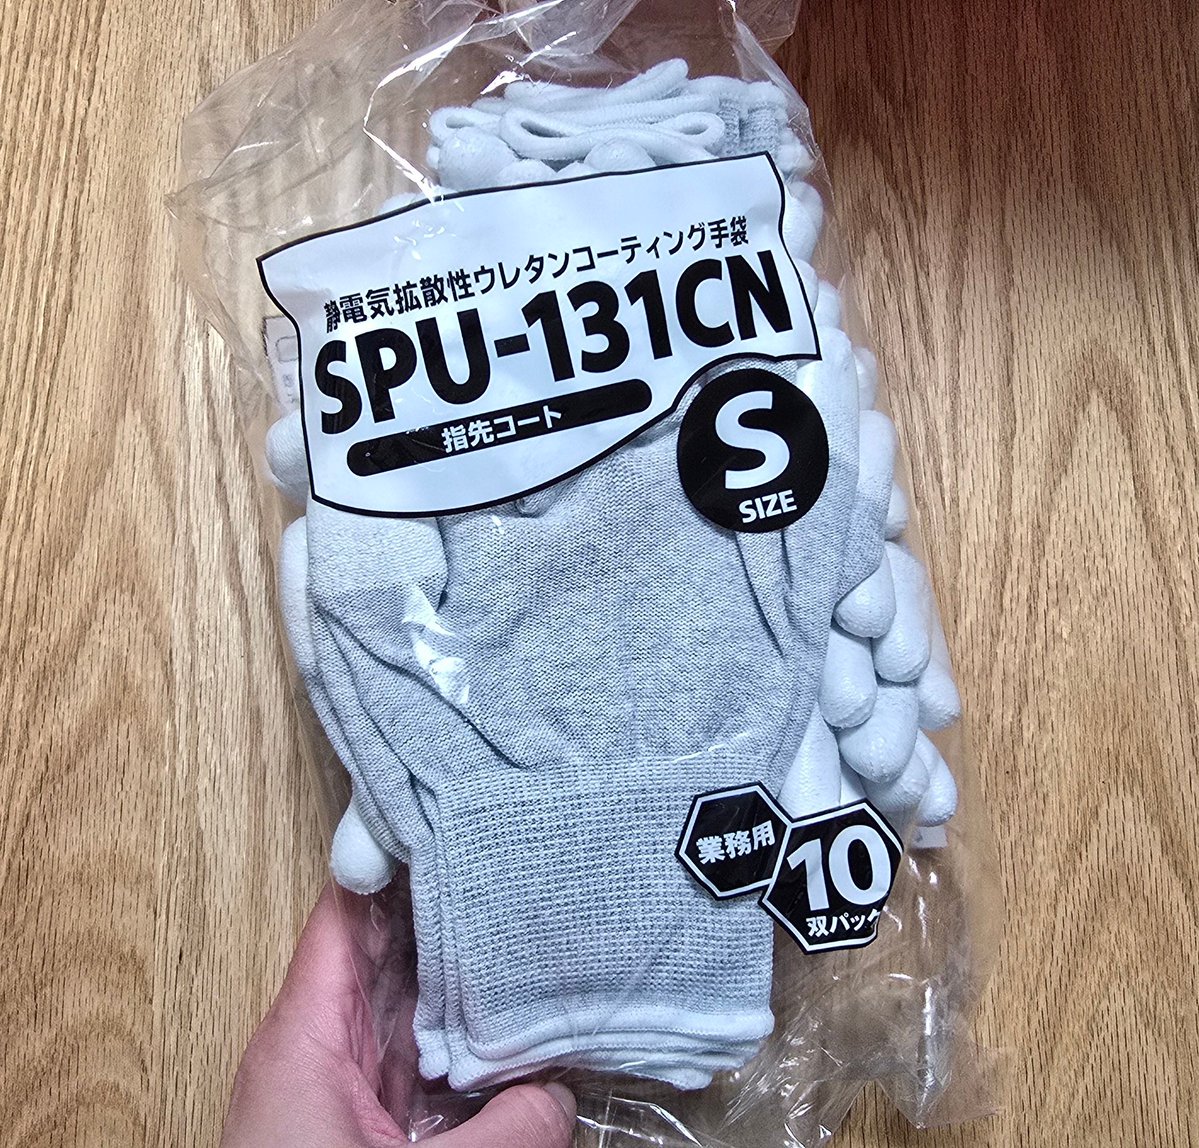 静電気拡散性ウレタンコーティング手袋
SPU-131CN
指先コート
S
SIZE
業務用
10
双パック